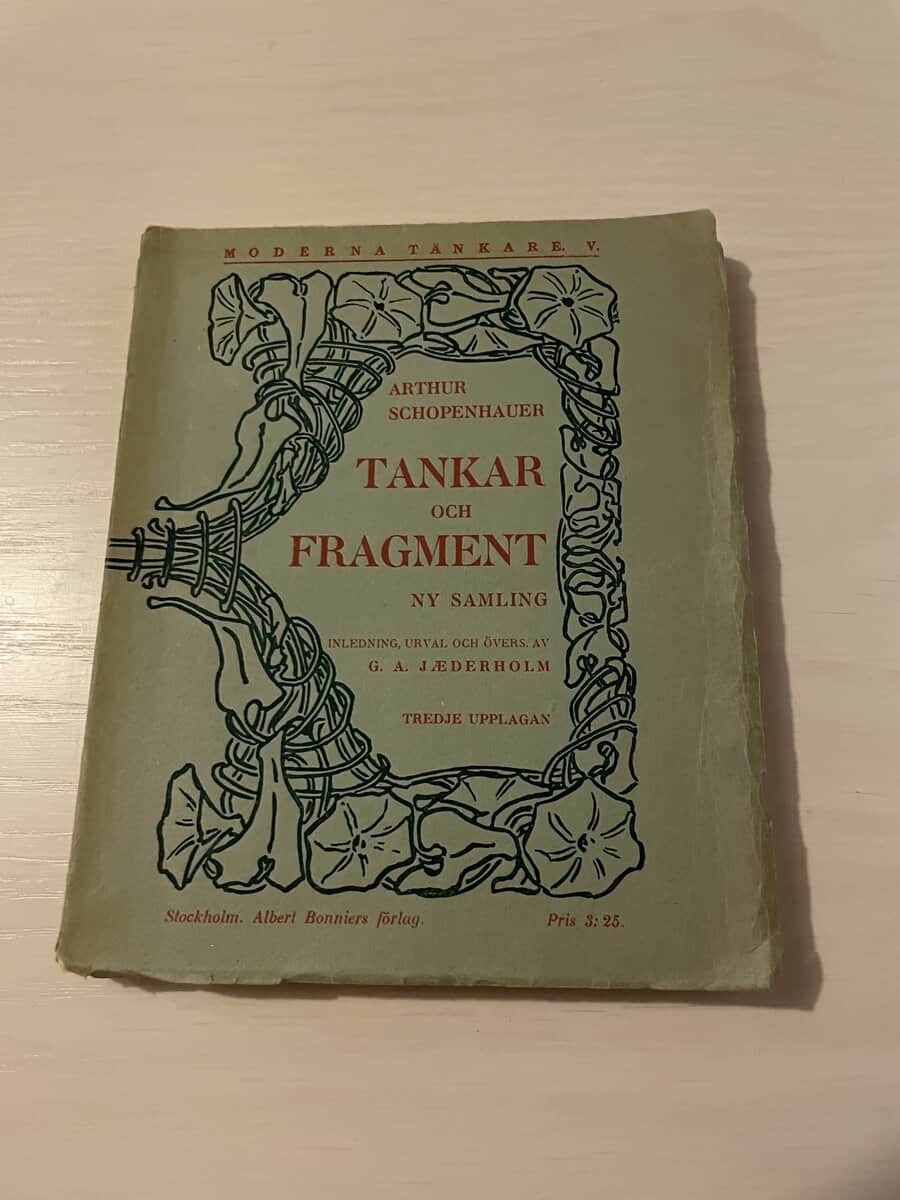 MODERNA TÄNKARE. V.
ARTHUR
SCHOPENHAUER
TANKAR
OCH
FRAGMENT
NY SAMLING
INLEDNING, URVAL OCH ÖVERS. AV
G. A. JÆDERHOLM
TREDJE UPPLAGAN
Stockholm. Albert Bonniers förlag. Pris 3: 25.